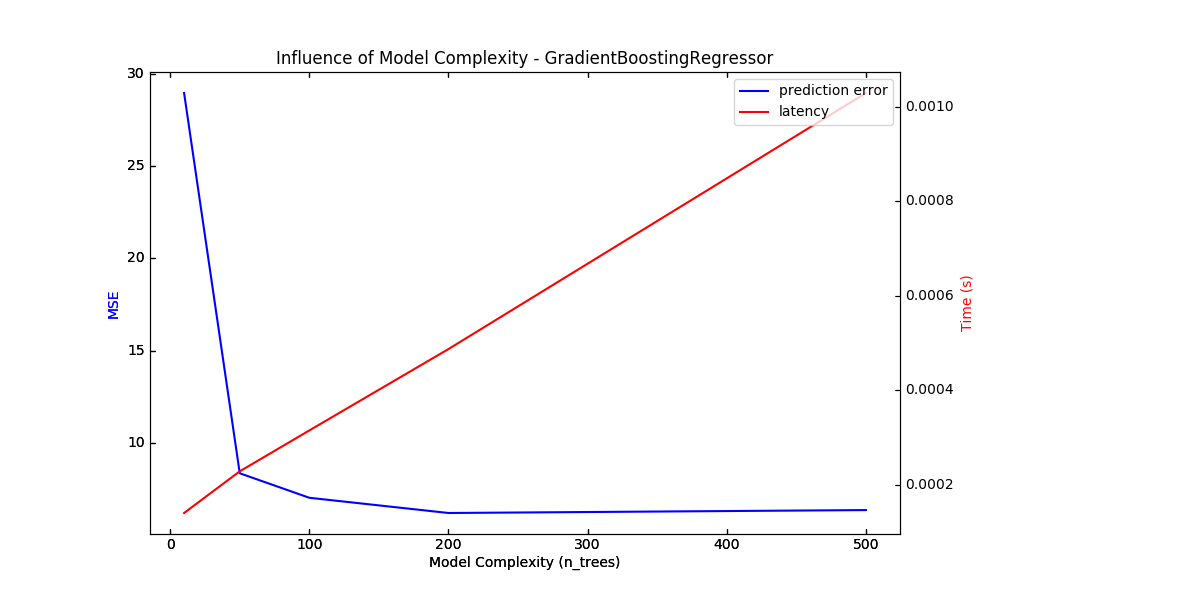 Influence of Model Complexity - GradientBoostingRegressor
prediction error
latency
30
25
20
15
10
MSE
0.0010
0.0008
0.0006
0.0004
0.0002
Time (s)
0 100 200 300 400 500
Model Complexity (n_trees)